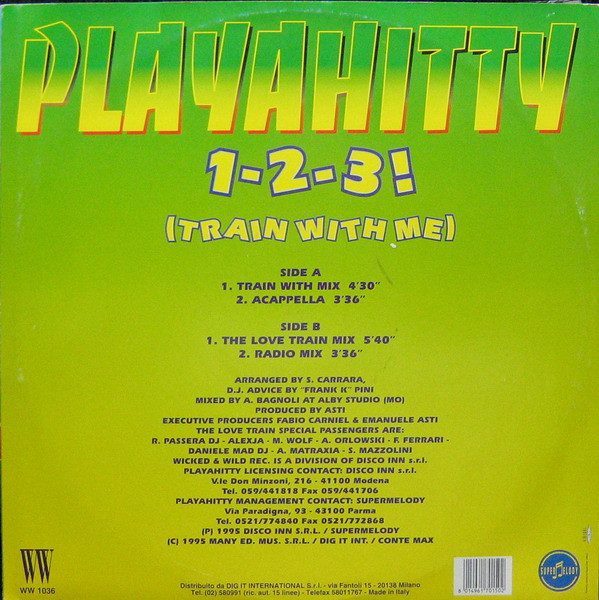 PLAYAHITTY
1-2-3!
(TRAIN WITH ME)
SIDE A
1. TRAIN WITH MIX 4'30"
2. ACAPPELLA 3'36"
SIDE B
1. THE LOVE TRAIN MIX 5'40"
2. RADIO MIX 3'36"
ARRANGED BY S. CARRARA,
D.J. ADVICE BY "FRANK K" PINI
MIXED BY A. BAGNOLI AT ALBY STUDIO (MO)
PRODUCED BY ASTI
EXECUTIVE PRODUCERS FABIO CARNIEL & EMANUELE ASTI
THE LOVE TRAIN SPECIAL PASSENGERS ARE:
R. PASSERA DJ - ALEXJA - M. WOLF - A. ORLOWSKI - F. FERRARI -
DANIELE MAD DJ - A. MATRAXIA - S. MAZZOLINI
WICKED & WILD REC. IS A DIVISION OF DISCO INN s.r.l.
PLAYAHITTY LICENSING CONTACT: DISCO INN s.r.l.
V.le Don Minzoni, 216 - 41100 Modena
Tel. 059/441818 Fax 059/441706
PLAYAHITTY MANAGEMENT CONTACT: SUPERMELODY
Via Paradigna, 93 - 43100 Parma
Tel. 0521/774840 Fax 0521/772868
(P) 1995 DISCO INN S.R.L. / SUPERMELODY
(C) 1995 MANY ED. MUS. S.R.L. / DIG IT INT. / CONTE MAX
WW
WW 1036
Distribuito da DIG IT INTERNATIONAL S.r.l. - via Fantoli 15 - 20138 Milano
Tel. (02) 580991 (ric. aut. 15 linee) - Telefax 58011767 - Made in Italy
SUPER MELODY